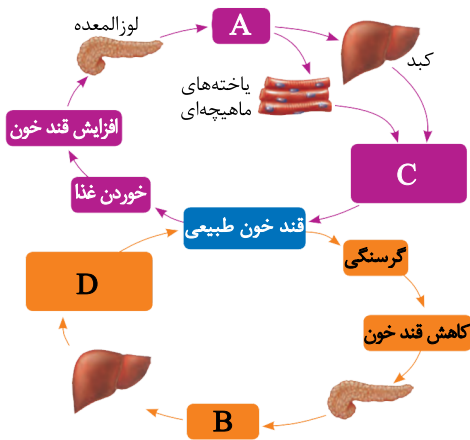 لوزالمعده
A
کبد
یاخته‌های
ماهیچه‌ای
افزایش قند خون
C
خوردن غذا
قند خون طبیعی
گرسنگی
D
کاهش قند خون
B